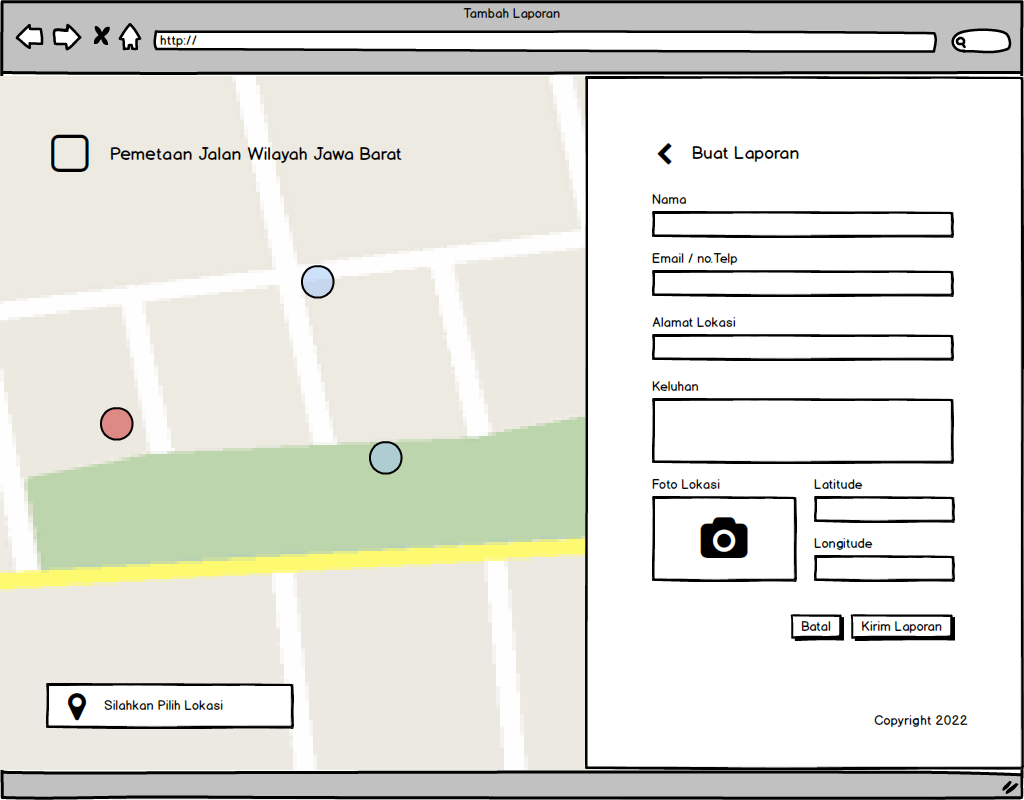 Tambah Laporan
http://
Pemetaan Jalan Wilayah Jawa Barat
Silahkan Pilih Lokasi
Buat Laporan
Nama
Email / no.Telp
Alamat Lokasi
Keluhan
Foto Lokasi
Latitude
Longitude
Batal
Kirim Laporan
Copyright 2022